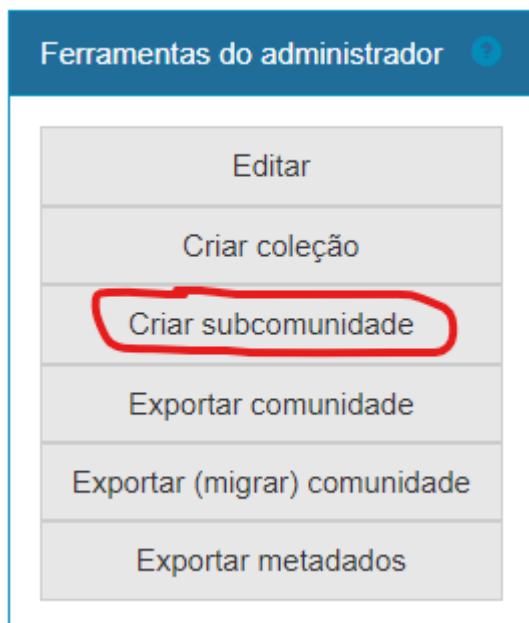 Ferramentas do administrador ?
Editar
Criar coleção
Criar subcomunidade
Exportar comunidade
Exportar (migrar) comunidade
Exportar metadados